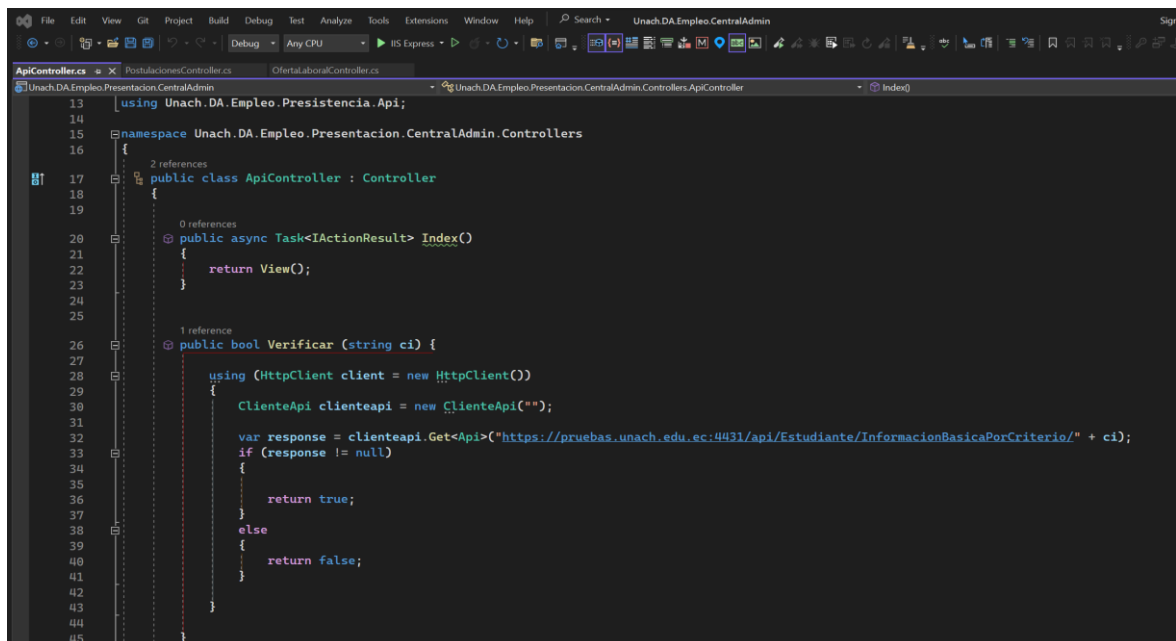 File Edit View Git Project Build Debug Test Analyze Tools Extensions Window Help Search Unach.DA.Empleo.CentralAdmin Sign
Debug Any CPU IIS Express
ApiController.cs PostulacionesController.cs OfertaLaboralController.cs
Unach.DA.Empleo.Presentacion.CentralAdmin Unach.DA.Empleo.Presentacion.CentralAdmin.Controllers.ApiController Index()
13 using Unach.DA.Empleo.Presistencia.Api;
14
15 namespace Unach.DA.Empleo.Presentacion.CentralAdmin.Controllers
16 {
2 references
17 public class ApiController : Controller
18 {
19
0 references
20 public async Task<IActionResult> Index()
21 {
22 return View();
23 }
24
25
1 reference
26 public bool Verificar (string ci) {
27
28 using (HttpClient client = new HttpClient())
29 {
30 ClienteApi clienteapi = new ClienteApi("");
31
32 var response = clienteapi.Get<Api>("https://pruebas.unach.edu.ec:4431/api/Estudiante/InformacionBasicaPorCriterio/" + ci);
33 if (response != null)
34 {
35
36 return true;
37 }
38 else
39 {
40 return false;
41 }
42
43 }
44
45 }